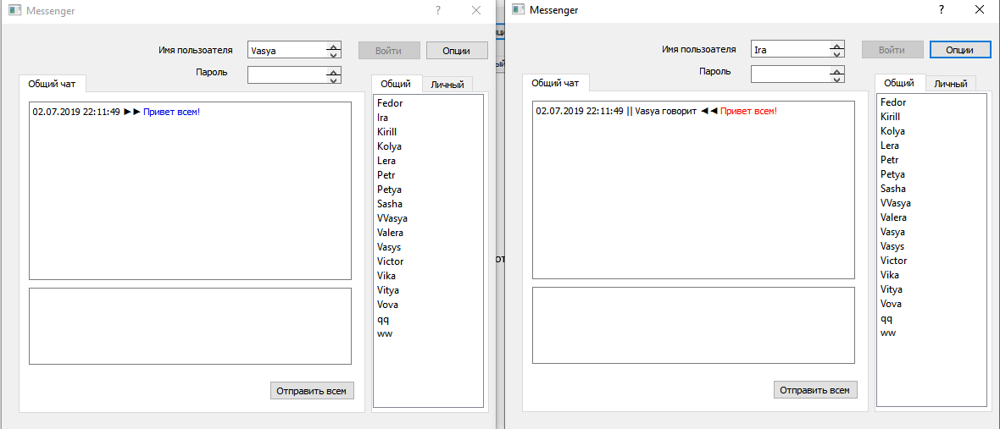 Messenger
Имя пользоателя
Vasya
Войти
Опции
Пароль
Общий чат
Общий
Личный
02.07.2019 22:11:49 ►► Привет всем!
Fedor
Ira
Kirill
Kolya
Lera
Petr
Petya
Sasha
VVasya
Valera
Vasys
Victor
Vika
Vitya
Vova
qq
ww
Отправить всем
Messenger
Имя пользоателя
Ira
Войти
Опции
Пароль
Общий чат
Общий
Личный
02.07.2019 22:11:49 || Vasya говорит ◄◄ Привет всем!
Fedor
Kirill
Kolya
Lera
Petr
Petya
Sasha
VVasya
Valera
Vasya
Vasys
Victor
Vika
Vitya
Vova
qq
ww
Отправить всем